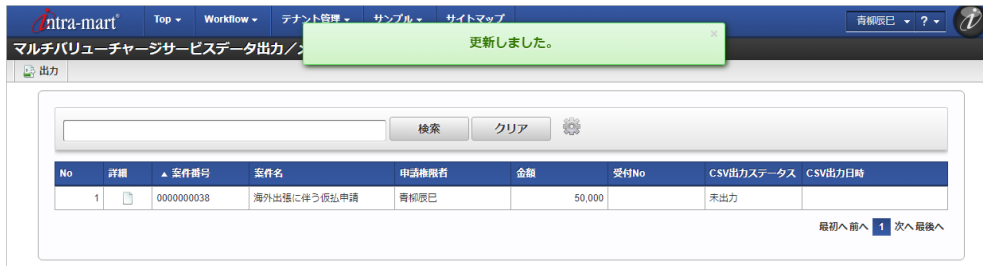 intra-mart Top Workflow テナント管理 サンプル サイトマップ 青柳辰巳 ?
マルチバリューチャージサービスデータ出力／
更新しました。 ×
出力
検索 クリア
No 詳細 ▲ 案件番号 案件名 申請権限者 金額 受付No CSV出力ステータス CSV出力日時
1 0000000038 海外出張に伴う仮払申請 青柳辰巳 50,000 未出力
最初へ 前へ 1 次へ 最後へ